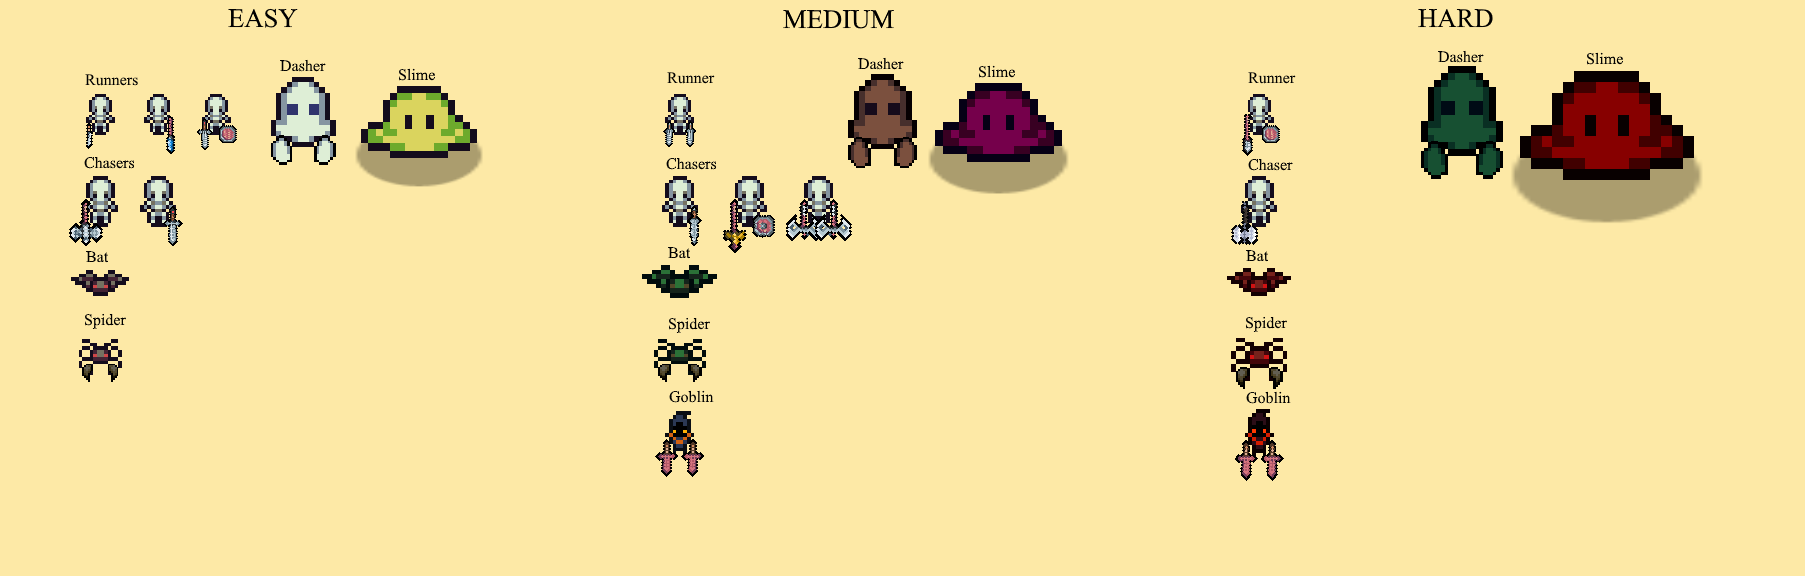 EASY
Runners
Dasher
Slime
Chasers
Bat
Spider
MEDIUM
Runner
Dasher
Slime
Chasers
Bat
Spider
Goblin
HARD
Runner
Dasher
Slime
Chaser
Bat
Spider
Goblin